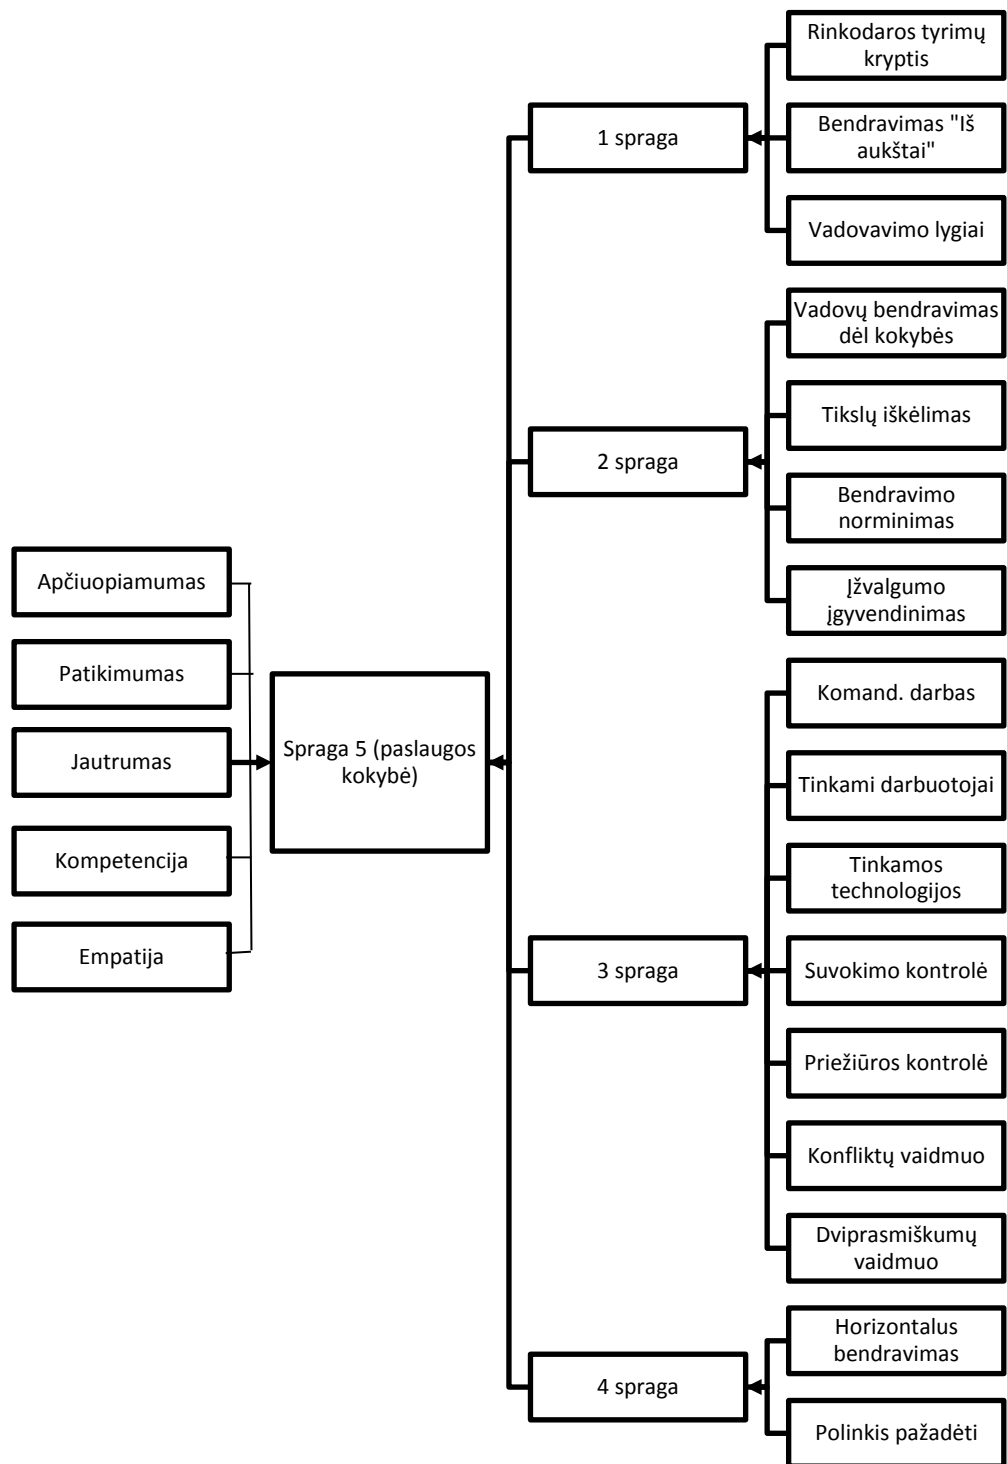 Rinkodaros tyrimų
kryptis
1 spraga
Bendravimas "Iš
aukštai"
Vadovavimo lygiai
Vadovų bendravimas
dėl kokybės
Tikslų iškėlimas
2 spraga
Bendravimo
norminimas
Įžvalgumo
įgyvendinimas
Apčiuopiamumas
Patikimumas
Jautrumas
Kompetencija
Empatija
Spraga 5 (paslaugos
kokybė)
Komand. darbas
Tinkami darbuotojai
Tinkamos
technologijos
3 spraga
Suvokimo kontrolė
Priežiūros kontrolė
Konfliktų vaidmuo
Dviprasmiškumų
vaidmuo
Horizontalus
bendravimas
4 spraga
Polinkis pažadėti